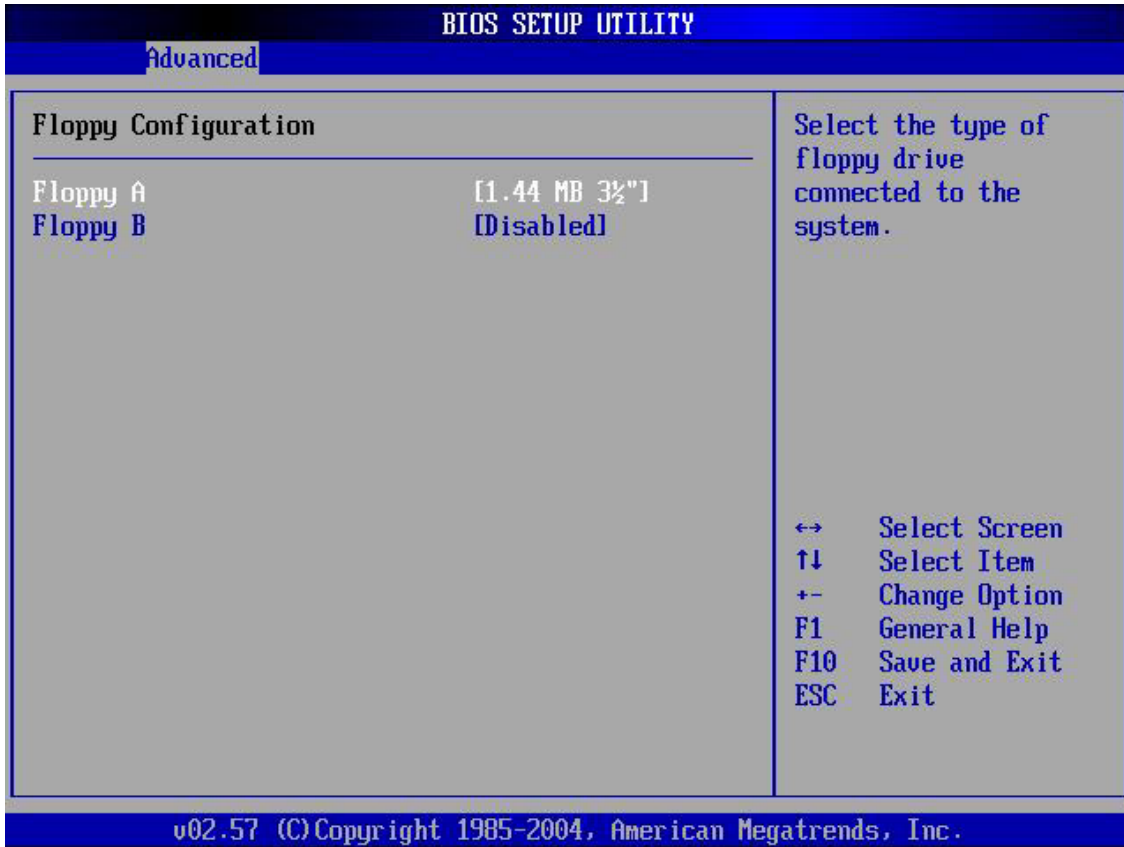 BIOS SETUP UTILITY
Advanced
Floppy Configuration
Floppy A [1.44 MB 3½"]
Floppy B [Disabled]
Select the type of
floppy drive
connected to the
system.
←→ Select Screen
↑↓ Select Item
+- Change Option
F1 General Help
F10 Save and Exit
ESC Exit
v02.57 (C)Copyright 1985-2004, American Megatrends, Inc.